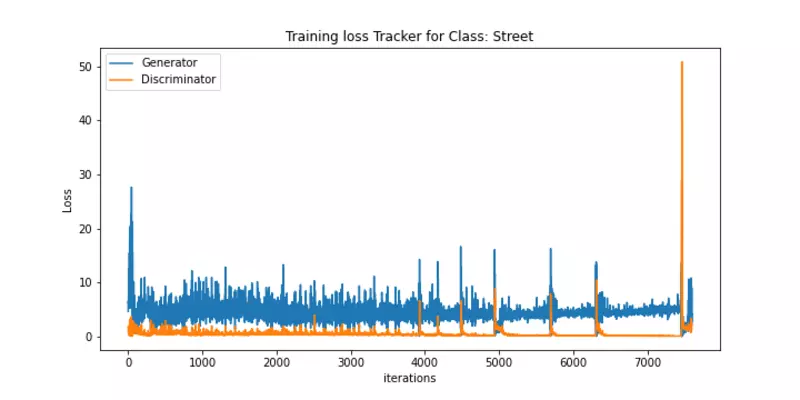 Training loss Tracker for Class: Street
Generator
Discriminator
50
40
30
20
10
0
Loss
0 1000 2000 3000 4000 5000 6000 7000
iterations